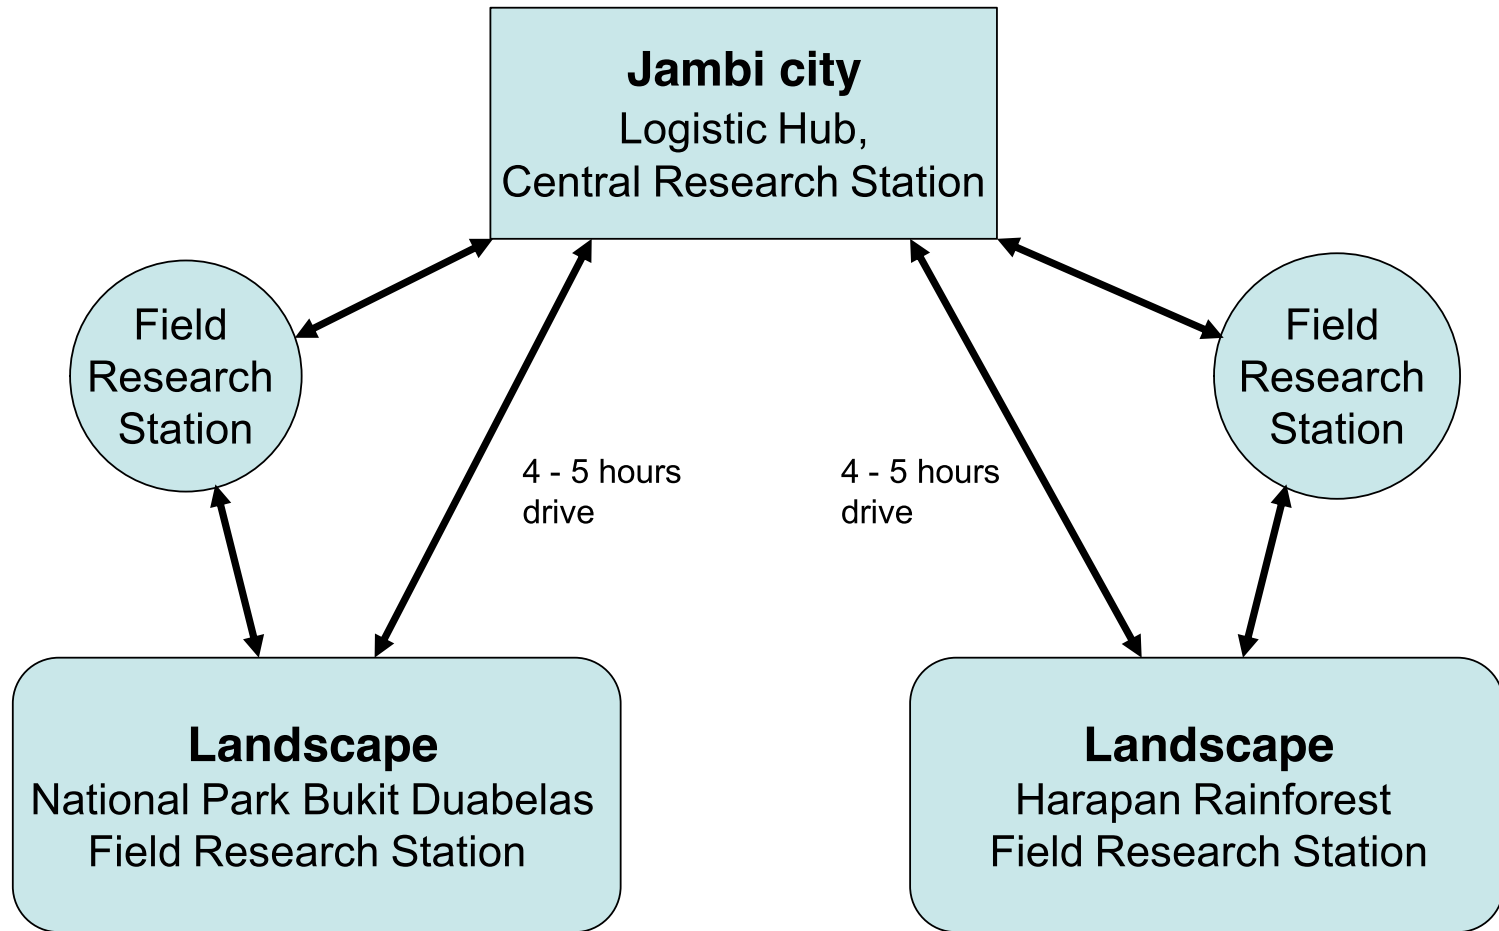 Jambi city
Logistic Hub,
Central Research Station
Field
Research
Station
Field
Research
Station
4 - 5 hours
drive
4 - 5 hours
drive
Landscape
National Park Bukit Duabelas
Field Research Station
Landscape
Harapan Rainforest
Field Research Station